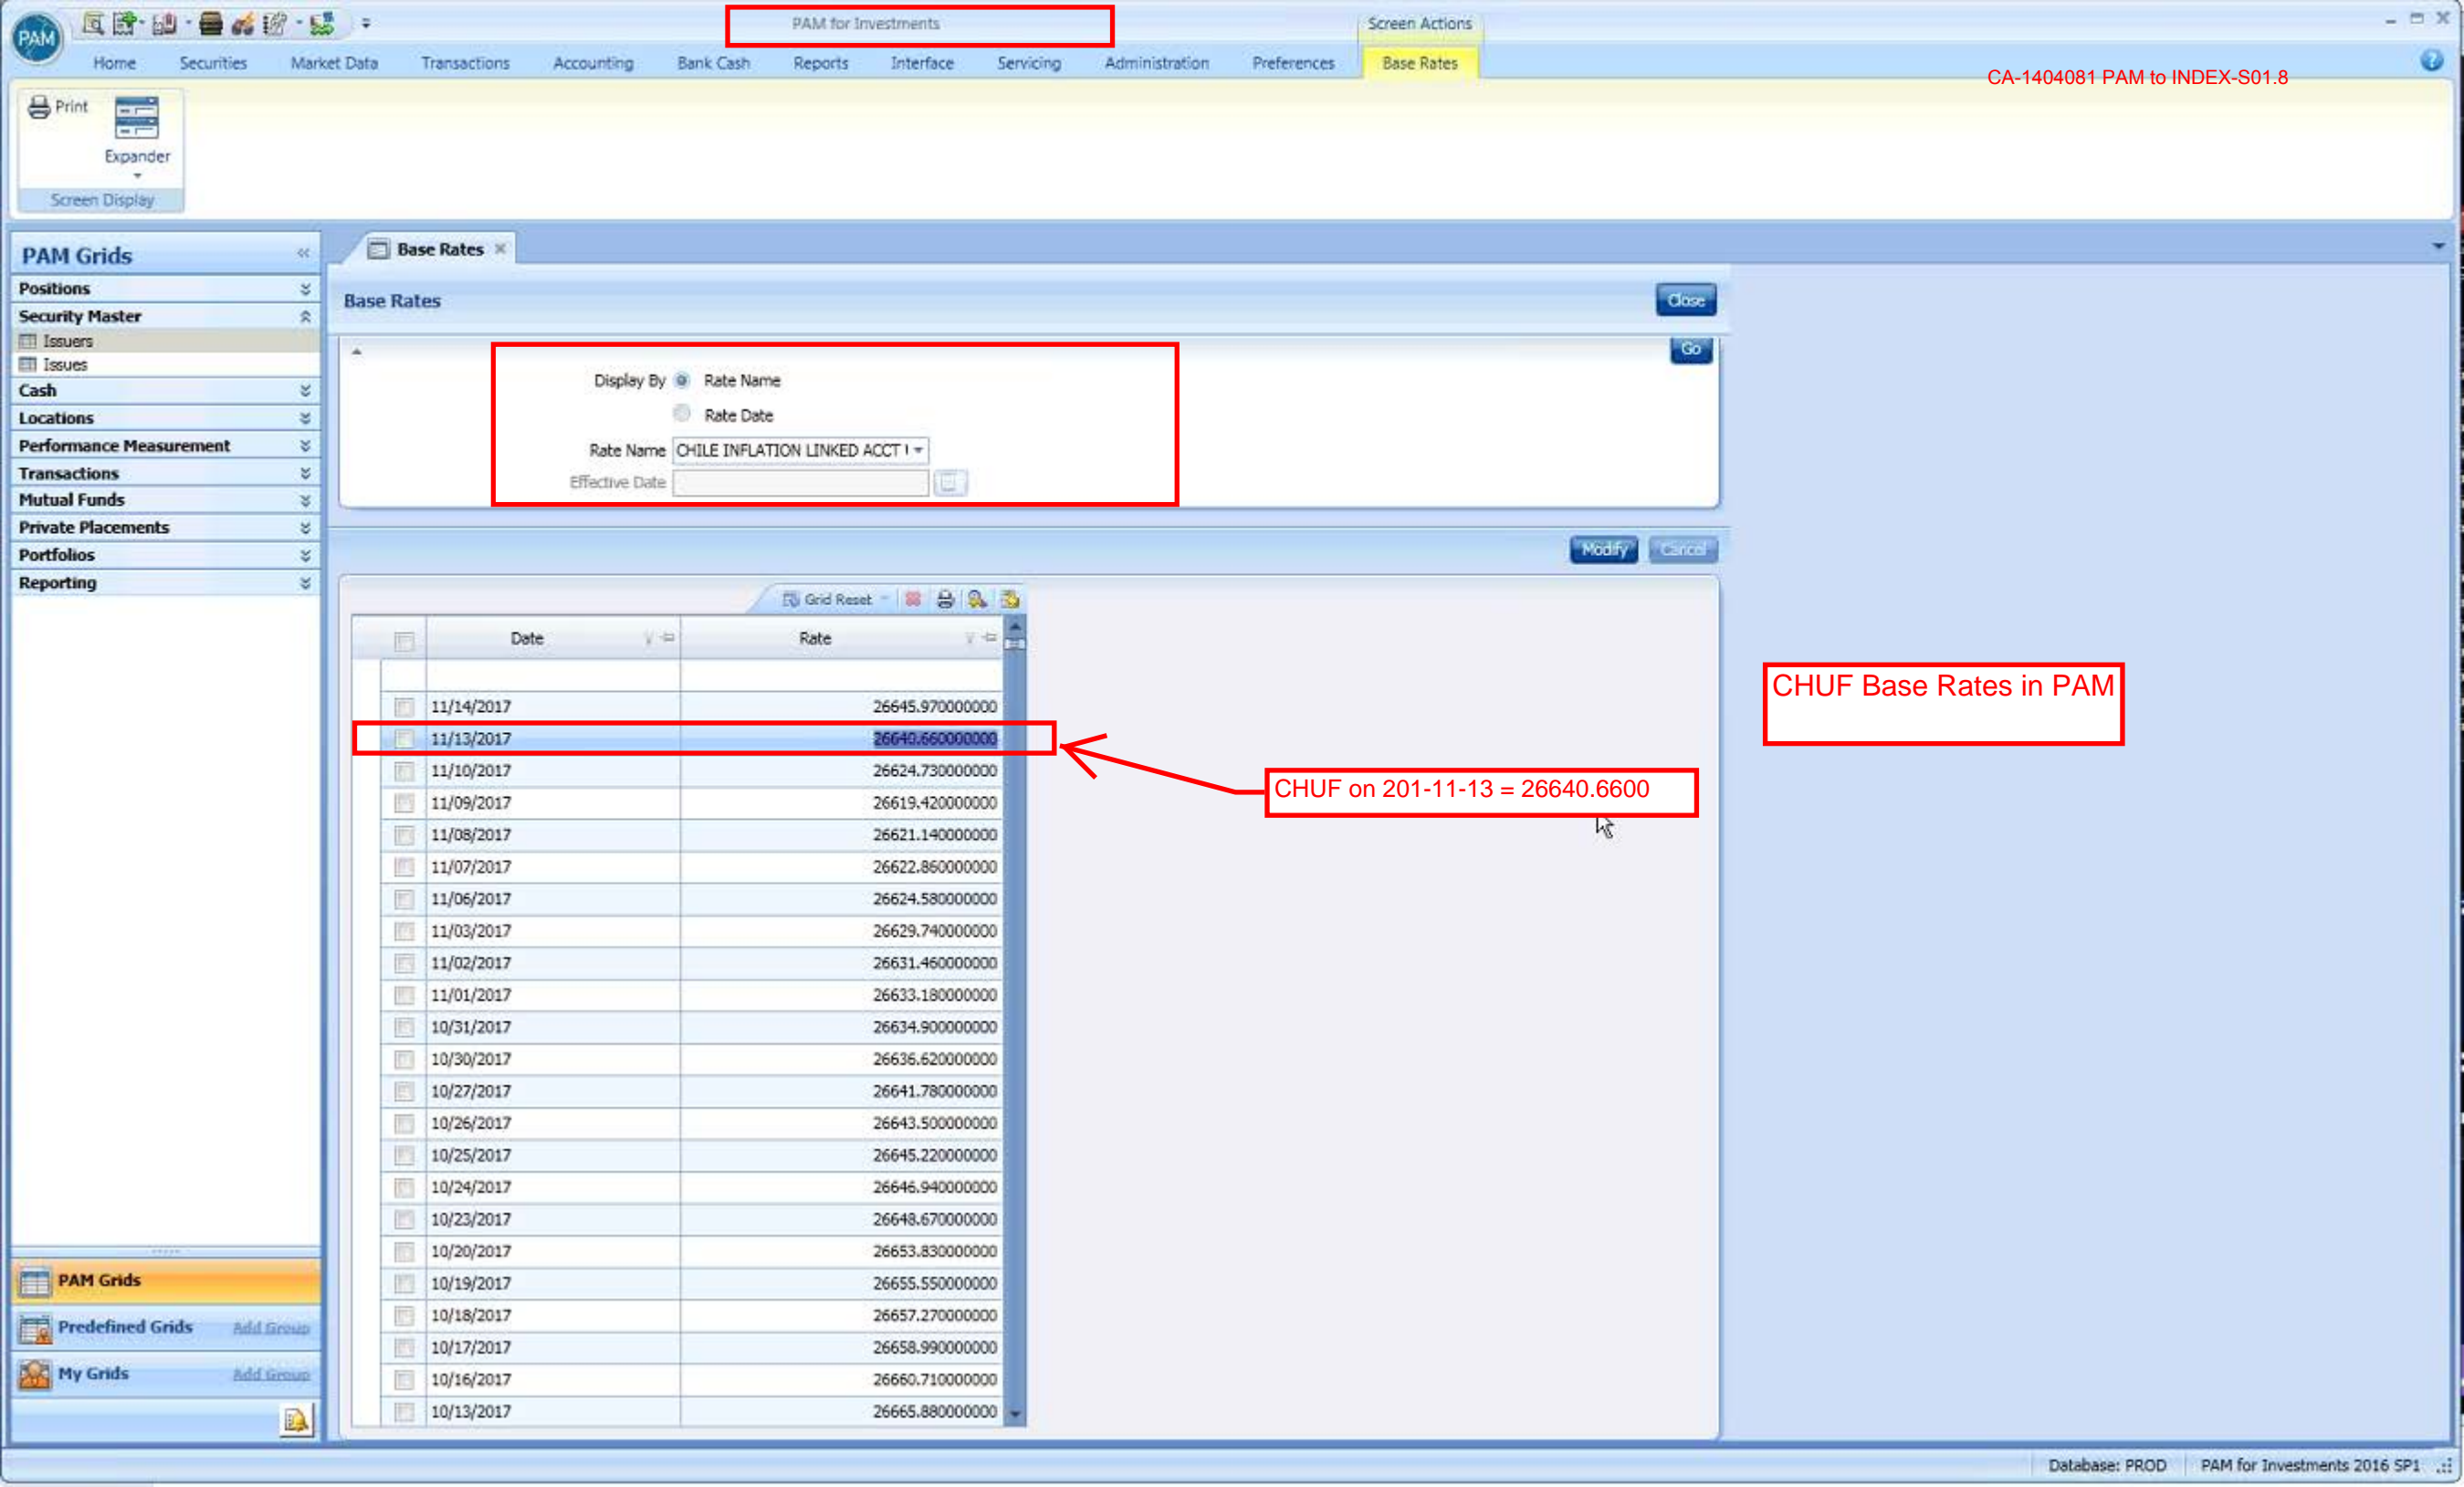 PAM
PAM for Investments
Screen Actions
Home Securities Market Data Transactions Accounting Bank Cash Reports Interface Servicing Administration Preferences Base Rates
CA-1404081 PAM to INDEX-S01.8
Print
Expander
Screen Display
PAM Grids
Positions
Security Master
Issuers
Issues
Cash
Locations
Performance Measurement
Transactions
Mutual Funds
Private Placements
Portfolios
Reporting
PAM Grids
Predefined Grids Add Group
My Grids Add Group
Base Rates
Base Rates Close
Go
Display By Rate Name
Rate Date
Rate Name CHILE INFLATION LINKED ACCT
Effective Date
Modify Cancel
Grid Reset
Date Rate
11/14/2017 26645.970000000
11/13/2017 26640.660000000
11/10/2017 26624.730000000
11/09/2017 26619.420000000
11/08/2017 26621.140000000
11/07/2017 26622.860000000
11/06/2017 26624.580000000
11/03/2017 26629.740000000
11/02/2017 26631.460000000
11/01/2017 26633.180000000
10/31/2017 26634.900000000
10/30/2017 26636.620000000
10/27/2017 26641.780000000
10/26/2017 26643.500000000
10/25/2017 26645.220000000
10/24/2017 26646.940000000
10/23/2017 26648.670000000
10/20/2017 26653.830000000
10/19/2017 26655.550000000
10/18/2017 26657.270000000
10/17/2017 26658.990000000
10/16/2017 26660.710000000
10/13/2017 26665.880000000
CHUF Base Rates in PAM
CHUF on 201-11-13 = 26640.6600
Database: PROD PAM for Investments 2016 SP1